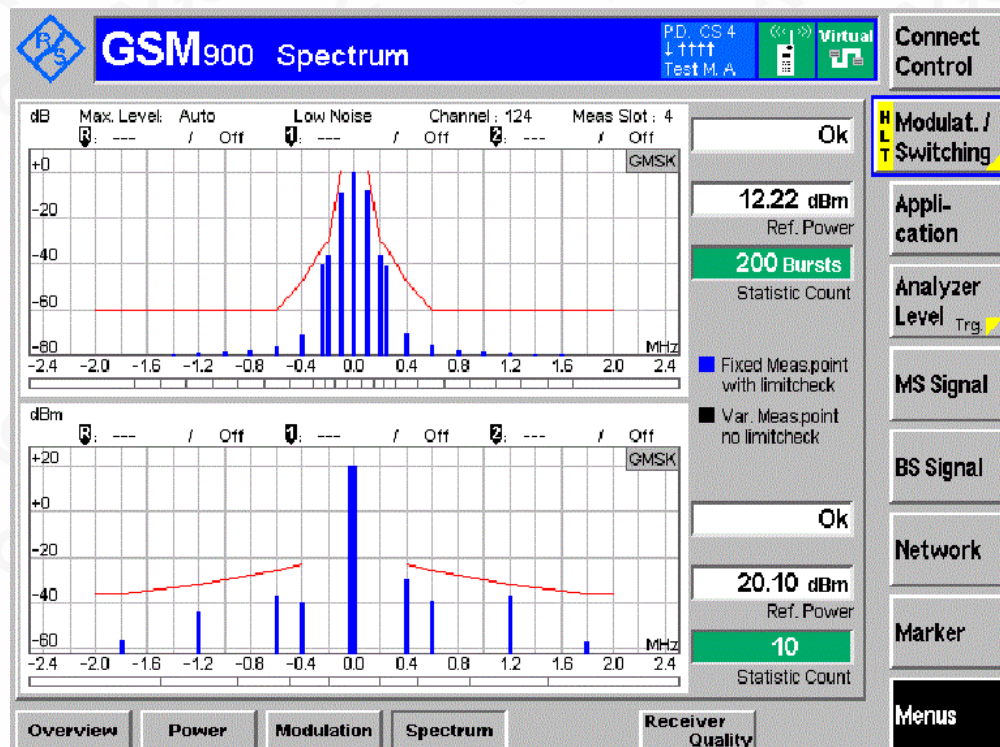 R/S GSM900 Spectrum
P.D. CS 4
Test M. A
Virtual
Connect Control
dB Max. Level: Auto Low Noise Channel : 124 Meas Slot : 4
R: --- / Off 1: --- / Off 2: --- / Off
GMSK
+0
-20
-40
-60
-80
MHz
-2.4 -2.0 -1.6 -1.2 -0.8 -0.4 0.0 0.4 0.8 1.2 1.6 2.0 2.4
Ok
12.22 dBm
Ref. Power
200 Bursts
Statistic Count
Fixed Meas.point
with limitcheck
Var. Meas.point
no limitcheck
dBm
R: --- / Off 1: --- / Off 2: --- / Off
GMSK
+20
+0
-20
-40
-60
MHz
-2.4 -2.0 -1.6 -1.2 -0.8 -0.4 0.0 0.4 0.8 1.2 1.6 2.0 2.4
Ok
20.10 dBm
Ref. Power
10
Statistic Count
HLT
Modulat. /
Switching
Appli-
cation
Analyzer
Level Trg.
MS Signal
BS Signal
Network
Marker
Menus
Overview Power Modulation Spectrum Receiver
Quality